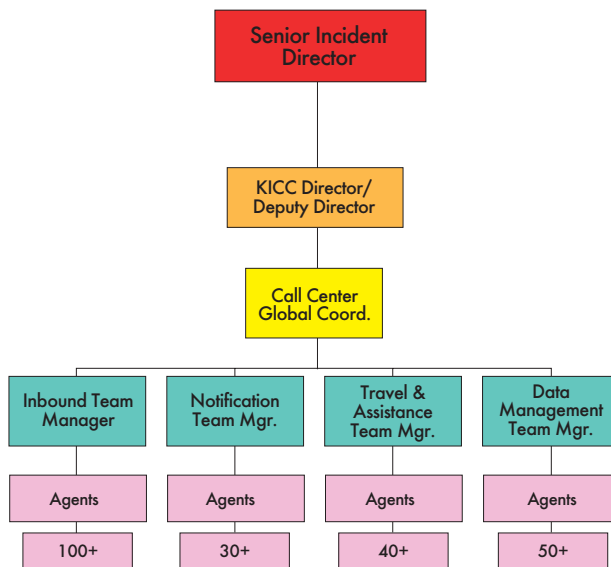 Senior Incident
Director
KICC Director/
Deputy Director
Call Center
Global Coord.
Inbound Team
Manager
Notification
Team Mgr.
Travel &
Assistance
Team Mgr.
Data
Management
Team Mgr.
Agents
Agents
Agents
Agents
100+
30+
40+
50+